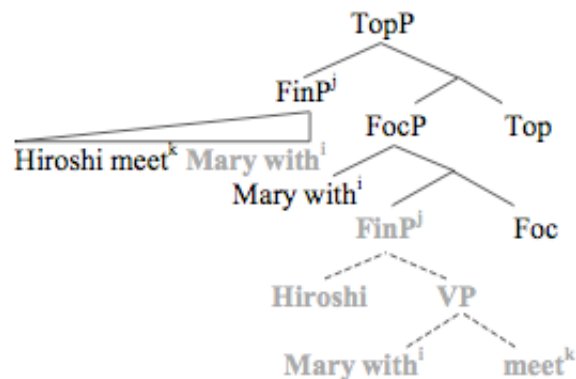 TopP
FinP^j
FocP Top
Hiroshi meet^k Mary with^i
Mary with^i
FinP^j Foc
Hiroshi VP
Mary with^i meet^k